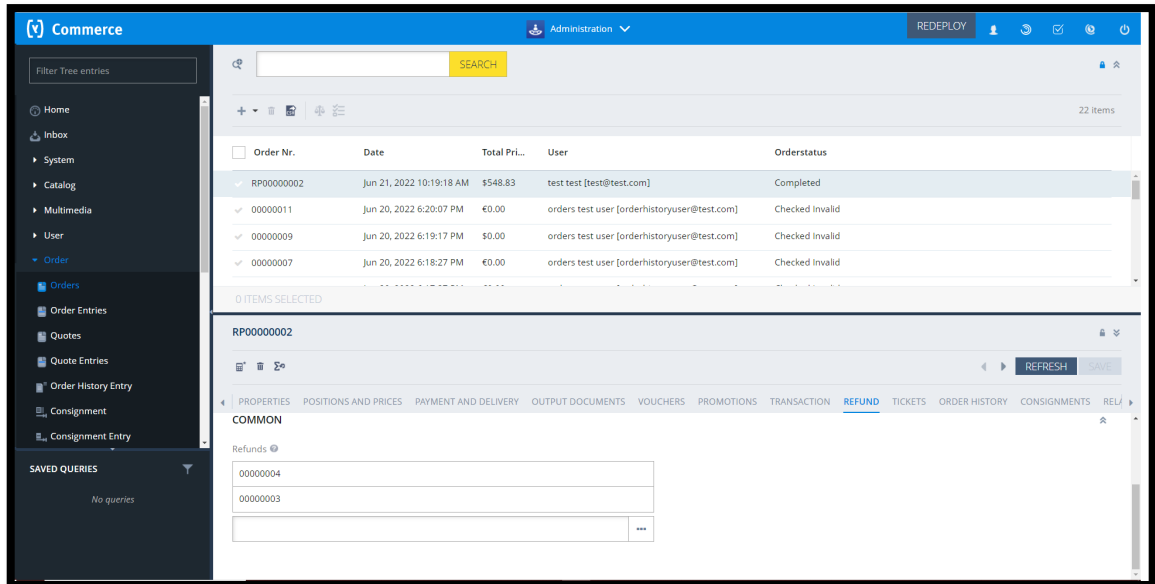 (Y) Commerce
Administration
REDEPLOY
Filter Tree entries
Home
Inbox
System
Catalog
Multimedia
User
Order
Orders
Order Entries
Quotes
Quote Entries
Order History Entry
Consignment
Consignment Entry
SAVED QUERIES
No queries
SEARCH
22 items
Order Nr. Date Total Pri... User Orderstatus
RP00000002 Jun 21, 2022 10:19:18 AM $548.83 test test [test@test.com] Completed
00000011 Jun 20, 2022 6:20:07 PM €0.00 orders test user [orderhistoryuser@test.com] Checked Invalid
00000009 Jun 20, 2022 6:19:17 PM $0.00 orders test user [orderhistoryuser@test.com] Checked Invalid
00000007 Jun 20, 2022 6:18:27 PM €0.00 orders test user [orderhistoryuser@test.com] Checked Invalid
0 ITEMS SELECTED
RP00000002
REFRESH SAVE
PROPERTIES POSITIONS AND PRICES PAYMENT AND DELIVERY OUTPUT DOCUMENTS VOUCHERS PROMOTIONS TRANSACTION REFUND TICKETS ORDER HISTORY CONSIGNMENTS
COMMON
Refunds
00000004
00000003